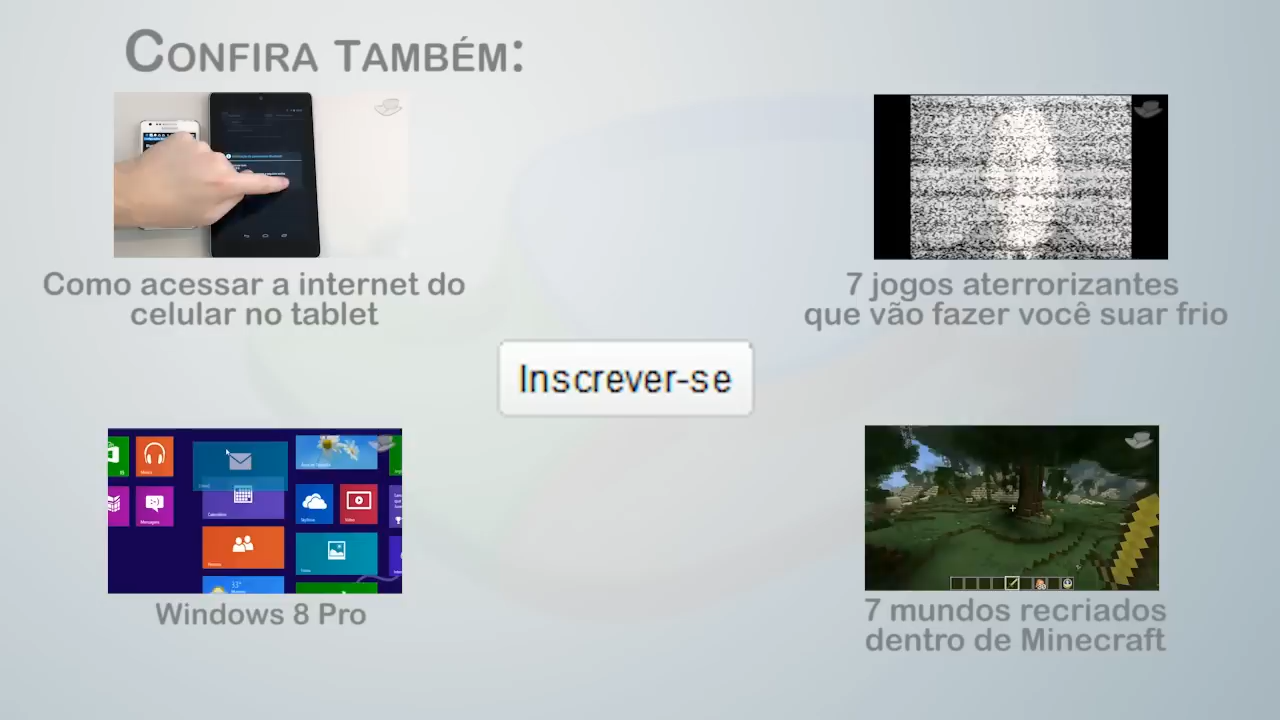 Confira Também:
Como acessar a internet do
celular no tablet
7 jogos aterrorizantes
que vão fazer você suar frio
Inscrever-se
Windows 8 Pro
7 mundos recriados
dentro de Minecraft